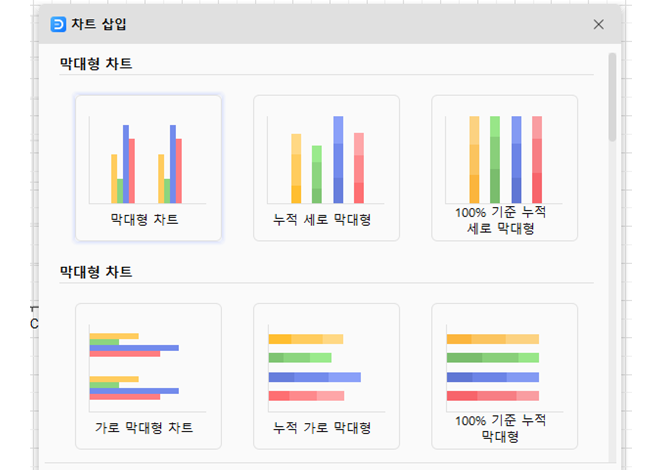 차트 삽입
막대형 차트
막대형 차트
누적 세로 막대형
100% 기준 누적
세로 막대형
막대형 차트
가로 막대형 차트
누적 가로 막대형
100% 기준 누적
막대형